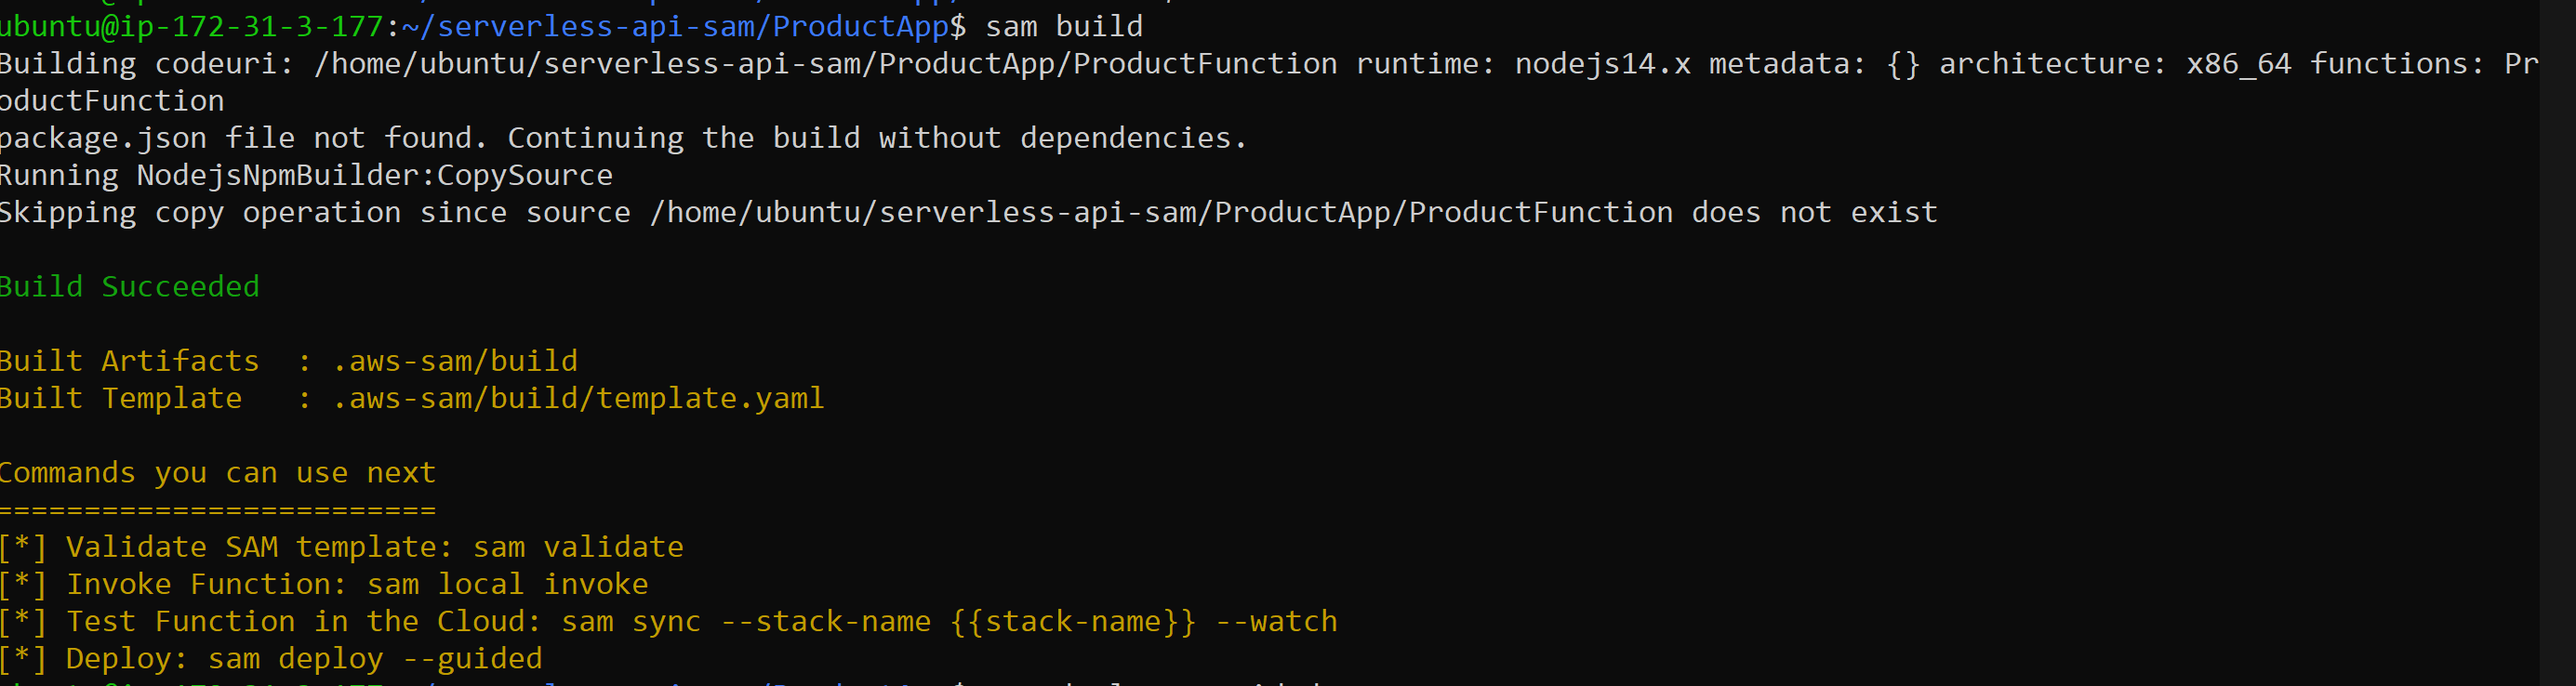 ubuntu@ip-172-31-3-177:~/serverless-api-sam/ProductApp$ sam build
Building codeuri: /home/ubuntu/serverless-api-sam/ProductApp/ProductFunction runtime: nodejs14.x metadata: {} architecture: x86_64 functions: Pr
oductFunction
package.json file not found. Continuing the build without dependencies.
Running NodejsNpmBuilder:CopySource
Skipping copy operation since source /home/ubuntu/serverless-api-sam/ProductApp/ProductFunction does not exist
Build Succeeded
Built Artifacts  : .aws-sam/build
Built Template   : .aws-sam/build/template.yaml
Commands you can use next
=========================
[*] Validate SAM template: sam validate
[*] Invoke Function: sam local invoke
[*] Test Function in the Cloud: sam sync --stack-name {{stack-name}} --watch
[*] Deploy: sam deploy --guided